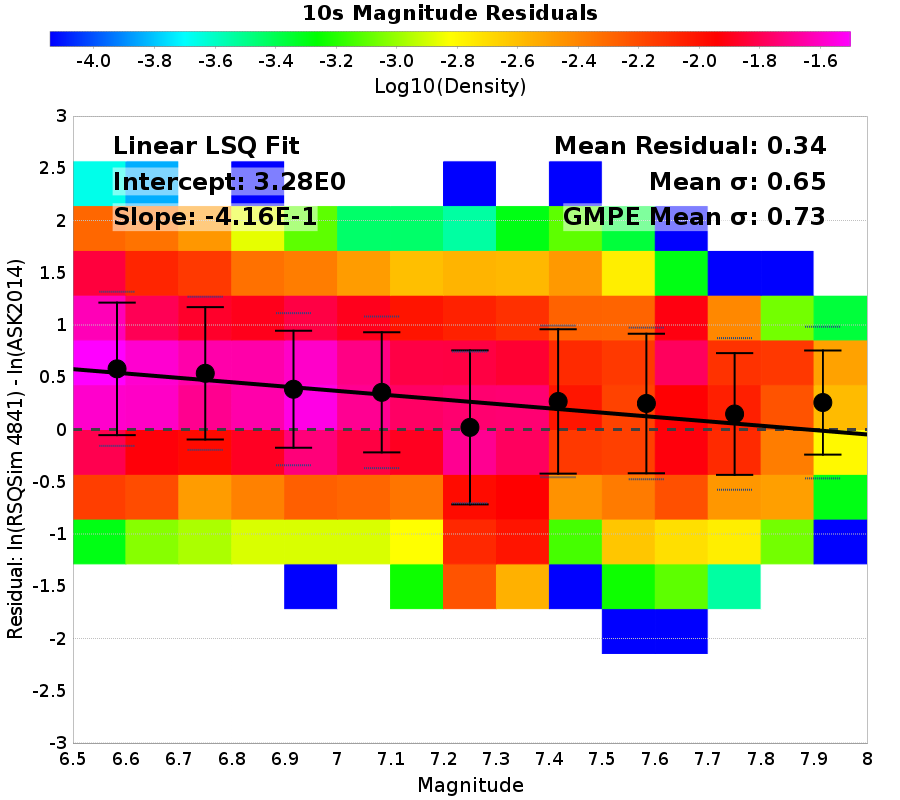 10s Magnitude Residuals
-4.0 -3.8 -3.6 -3.4 -3.2 -3.0 -2.8 -2.6 -2.4 -2.2 -2.0 -1.8 -1.6
Log10(Density)
Linear LSQ Fit
Mean Residual: 0.34
Intercept: 3.28E0
Mean σ: 0.65
Slope: -4.16E-1
GMPE Mean σ: 0.73
Residual: ln(RSQSim 4841) - ln(ASK2014)
3
2.5
2
1.5
1
0.5
0
-0.5
-1
-1.5
-2
-2.5
-3
6.5 6.6 6.7 6.8 6.9 7 7.1 7.2 7.3 7.4 7.5 7.6 7.7 7.8 7.9 8
Magnitude